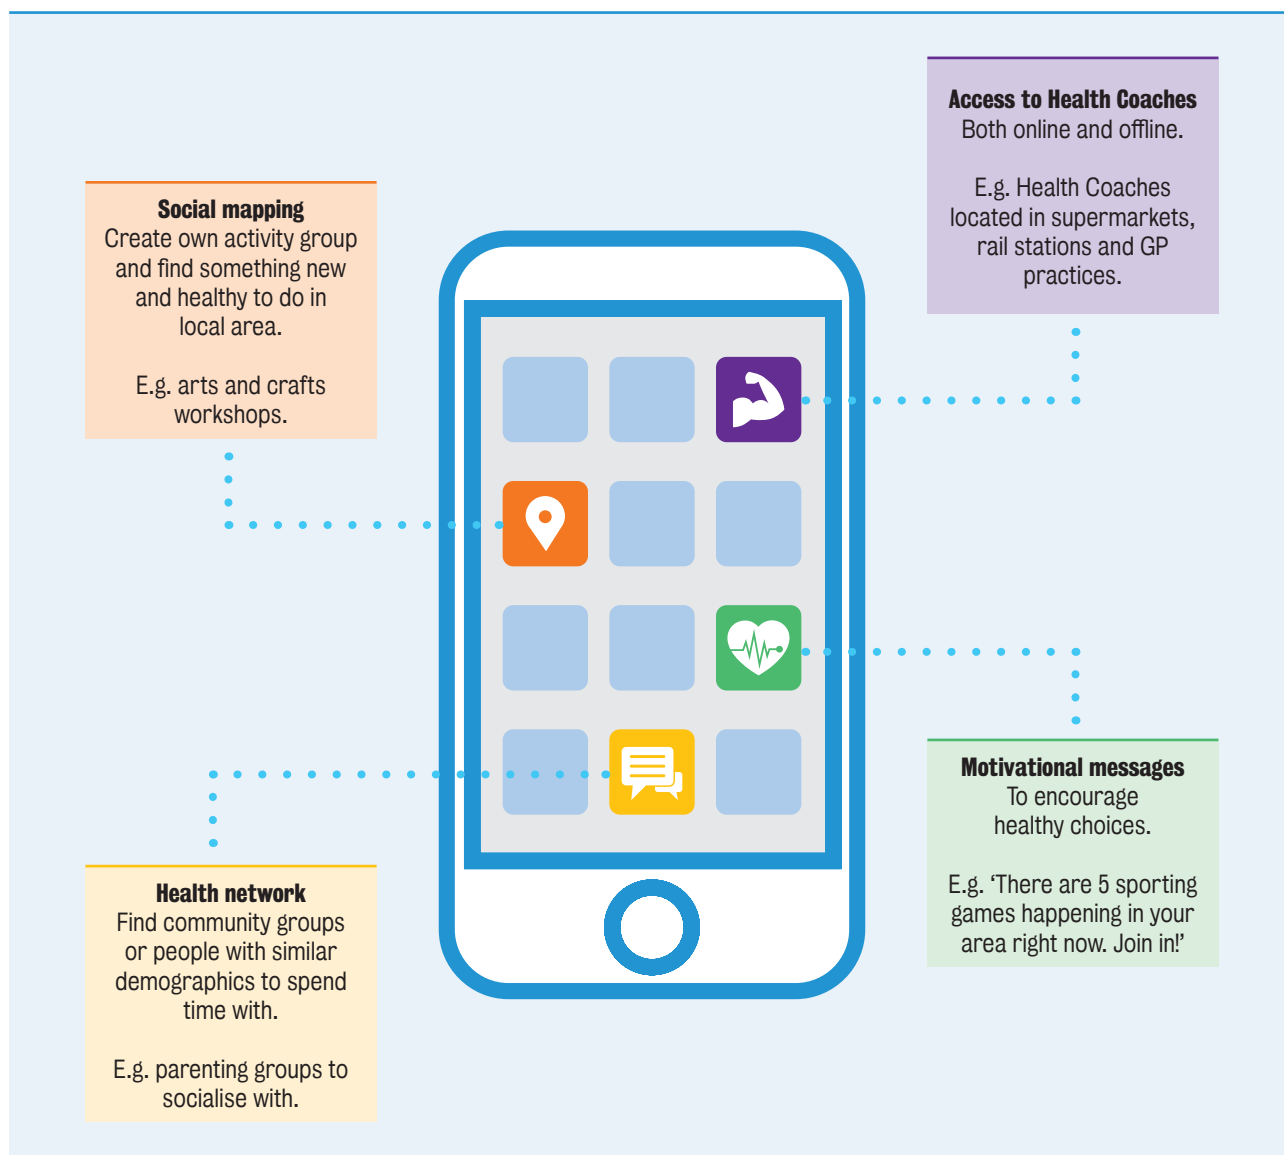 Access to Health Coaches
Both online and offline.
E.g. Health Coaches
located in supermarkets,
rail stations and GP
practices.
Social mapping
Create own activity group
and find something new
and healthy to do in
local area.
E.g. arts and crafts
workshops.
Motivational messages
To encourage
healthy choices.
E.g. ‘There are 5 sporting
games happening in your
area right now. Join in!’
Health network
Find community groups
or people with similar
demographics to spend
time with.
E.g. parenting groups to
socialise with.